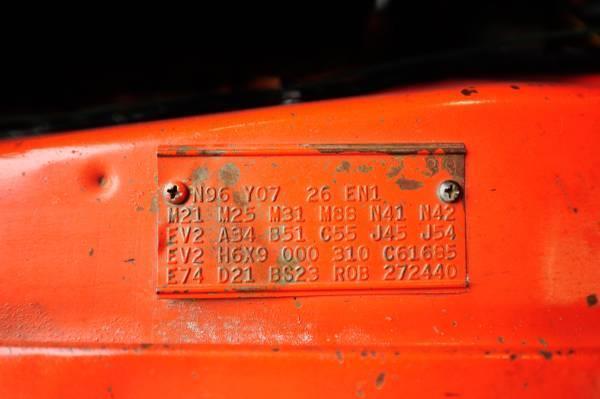 N96 Y07 26 EN1
M21 M25 M31 M88 N41 N42
EV2 A34 B51 C55 J45 J54
EV2 H6X9 000 310 C61685
E74 D21 BS23 R0B 272440